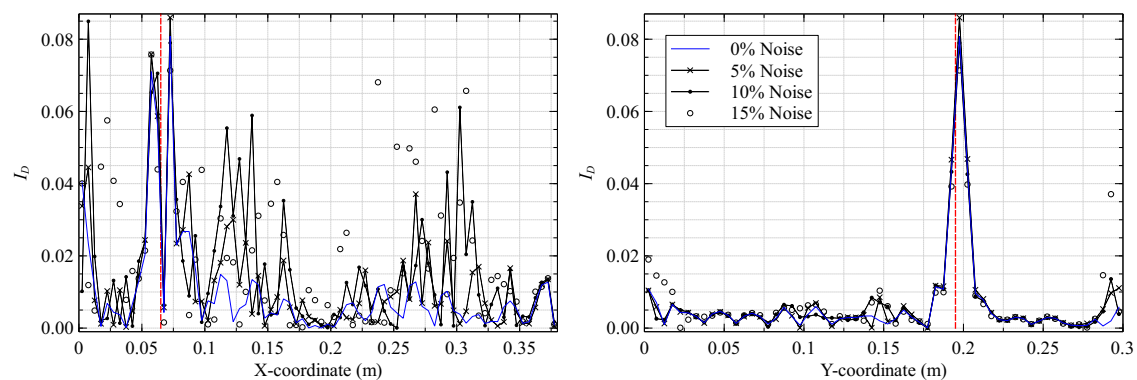 0.08
0.06
0.04
0.02
0.00
I_D
0 0.05 0.1 0.15 0.2 0.25 0.3 0.35
X-coordinate (m)
0.08
0.06
0.04
0.02
0.00
I_D
0% Noise
5% Noise
10% Noise
15% Noise
0 0.05 0.1 0.15 0.2 0.25 0.3
Y-coordinate (m)